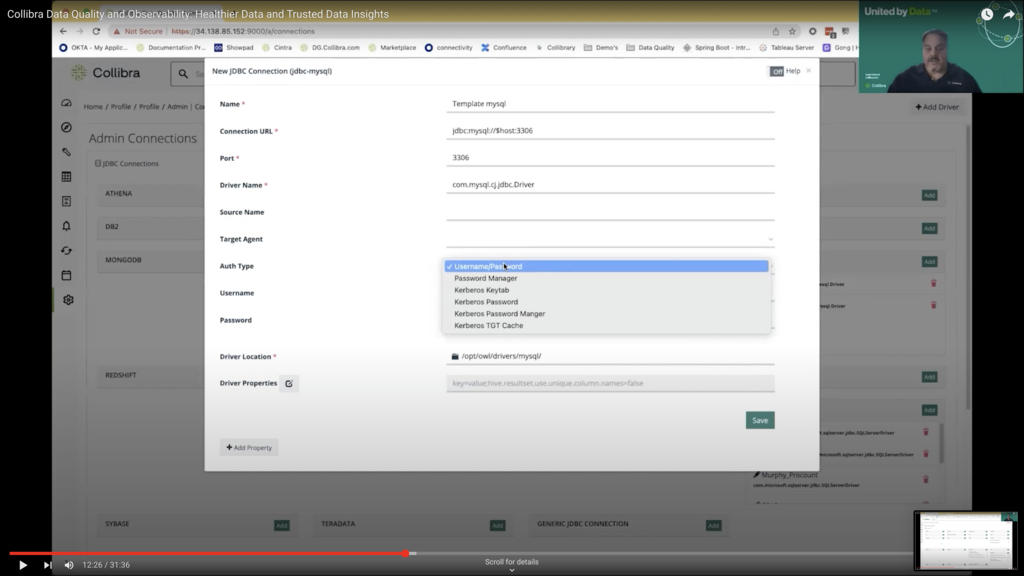 Collibra Data Quality and Observability: Healthier Data and Trusted Data Insights
United by Data
Not Secure | https://34.138.85.152:9000/a/connections
OKTA - My Applic...
Documentation Pr...
Showpad
Cintra
DG.Collibra.com
Marketplace
connectivity
Confluence
Collibrary
Demo's
Data Quality
Spring Boot - Intr...
Tableau Server
Gong | H
Collibra
New JDBC Connection (jdbc-mysql)
Off Help ×
Home / Profile / Profile / Admin | Co
+ Add Driver
Admin Connections
JDBC Connections
ATHENA
Add
DB2
Add
MONGODB
Add
REDSHIFT
Add
Add
Name *
Template mysql
Connection URL *
jdbc:mysql://$host:3306
Port *
3306
Driver Name *
com.mysql.cj.jdbc.Driver
Source Name
Target Agent
Auth Type
✓ Username/Password
Password Manager
Kerberos Keytab
Kerberos Password
Kerberos Password Manger
Kerberos TGT Cache
Username
Password
Driver Location *
/opt/owl/drivers/mysql/
Driver Properties
key=value;hive.resultset.use.unique.column.names=false
Save
+ Add Property
Murphy_Procount
com.microsoft.sqlserver.jdbc.SQLServerDriver
SYBASE
Add
TERADATA
Add
GENERIC JDBC CONNECTION
Add
12:26 / 31:36
Scroll for details